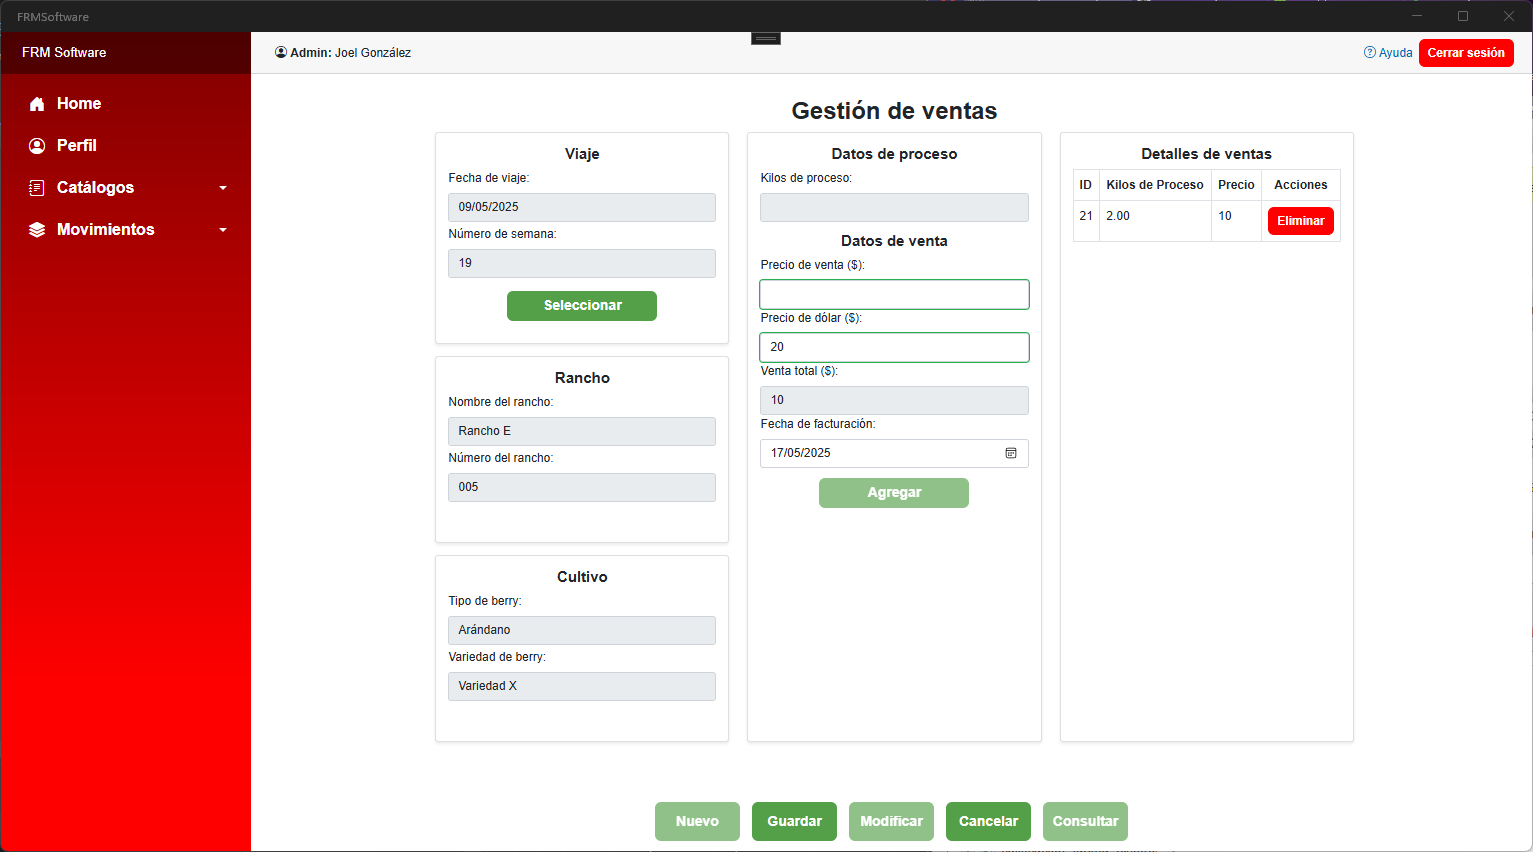 FRMSoftware
FRM Software
Admin: Joel González
Ayuda
Cerrar sesión
Home
Perfil
Catálogos
Movimientos
Gestión de ventas
Viaje
Fecha de viaje:
09/05/2025
Número de semana:
19
Seleccionar
Rancho
Nombre del rancho:
Rancho E
Número del rancho:
005
Cultivo
Tipo de berry:
Arándano
Variedad de berry:
Variedad X
Datos de proceso
Kilos de proceso:
Datos de venta
Precio de venta ($):
Precio de dólar ($):
20
Venta total ($):
10
Fecha de facturación:
17/05/2025
Agregar
Detalles de ventas
ID Kilos de Proceso Precio Acciones
21 2.00 10 Eliminar
Nuevo Guardar Modificar Cancelar Consultar